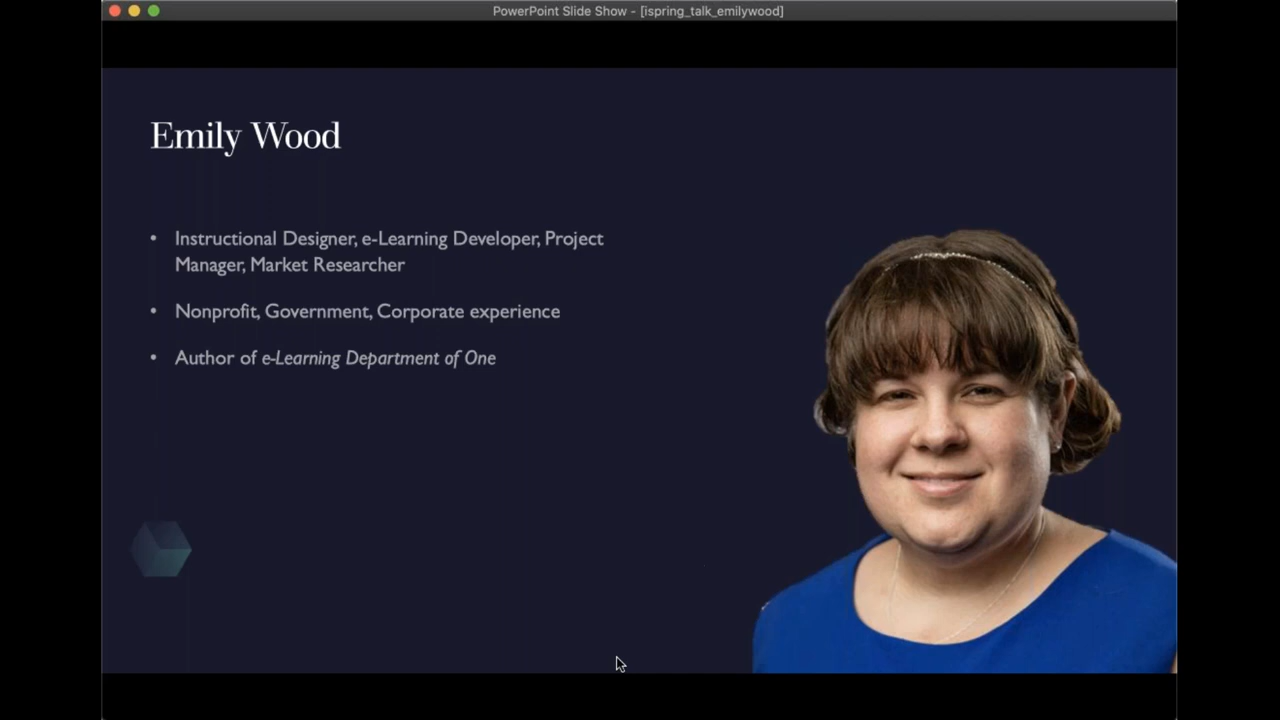 PowerPoint Slide Show - [ispring_talk_emilywood]
Emily Wood
• Instructional Designer, e-Learning Developer, Project
Manager, Market Researcher
• Nonprofit, Government, Corporate experience
• Author of e-Learning Department of One